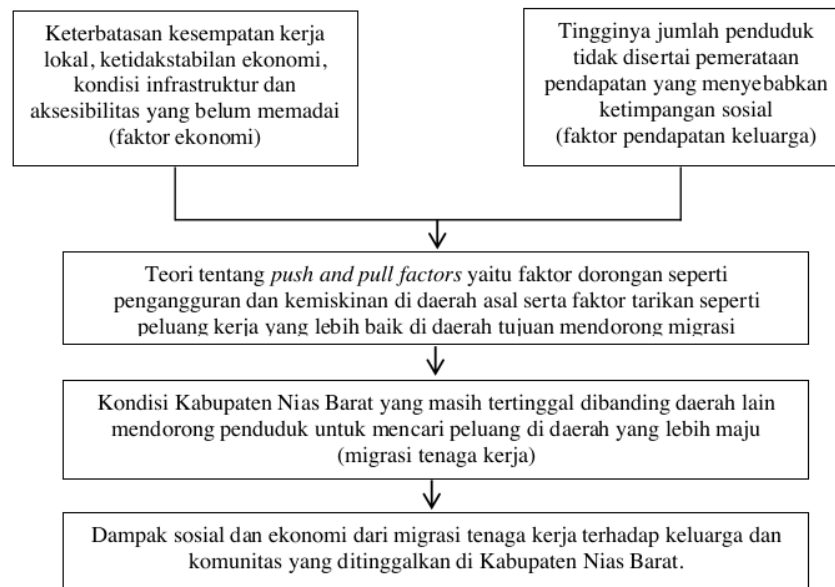 Keterbatasan kesempatan kerja
lokal, ketidakstabilan ekonomi,
kondisi infrastruktur dan
aksesibilitas yang belum memadai
(faktor ekonomi)
Tingginya jumlah penduduk
tidak disertai pemerataan
pendapatan yang menyebabkan
ketimpangan sosial
(faktor pendapatan keluarga)
Teori tentang push and pull factors yaitu faktor dorongan seperti
pengangguran dan kemiskinan di daerah asal serta faktor tarikan seperti
peluang kerja yang lebih baik di daerah tujuan mendorong migrasi
Kondisi Kabupaten Nias Barat yang masih tertinggal dibanding daerah lain
mendorong penduduk untuk mencari peluang di daerah yang lebih maju
(migrasi tenaga kerja)
Dampak sosial dan ekonomi dari migrasi tenaga kerja terhadap keluarga dan
komunitas yang ditinggalkan di Kabupaten Nias Barat.